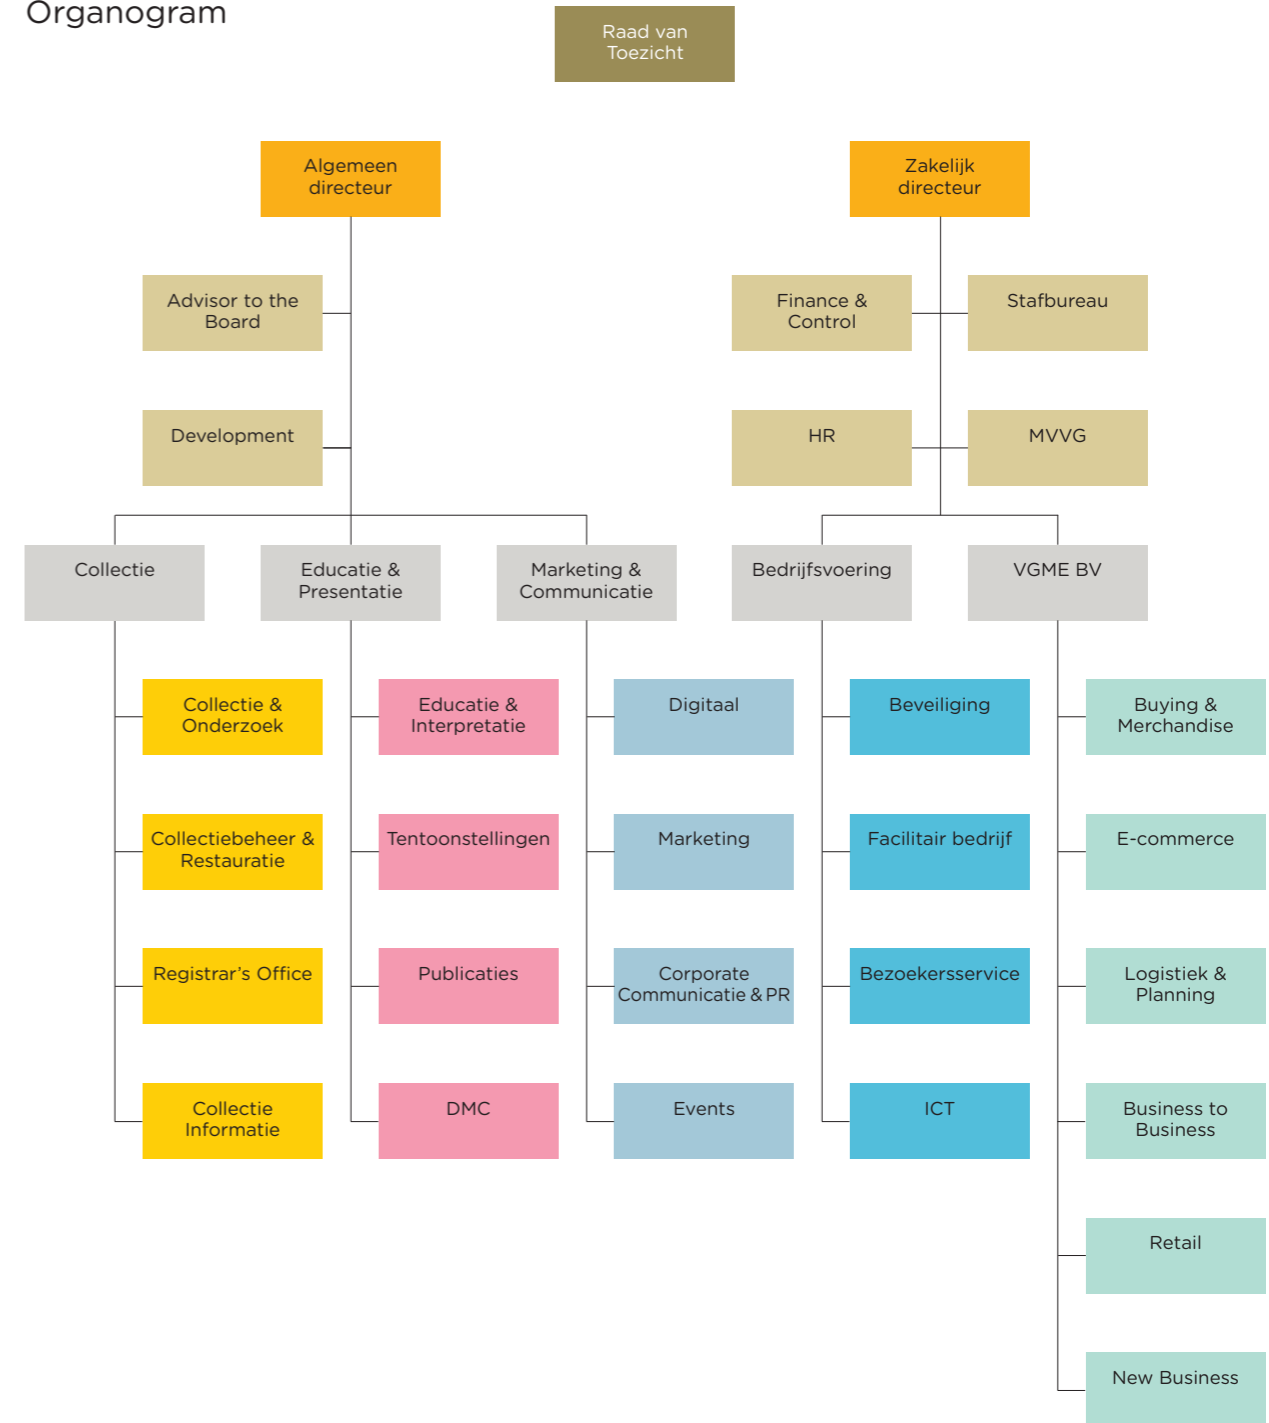 Organogram
Raad van
Toezicht
Algemeen
directeur
Zakelijk
directeur
Advisor to the
Board
Finance &
Control
Stafbureau
Development
HR
MVVG
Collectie
Educatie &
Presentatie
Marketing &
Communicatie
Bedrijfsvoering
VGME BV
Collectie &
Onderzoek
Educatie &
Interpretatie
Digitaal
Beveiliging
Buying &
Merchandise
Collectiebeheer &
Restauratie
Tentoonstellingen
Marketing
Facilitair bedrijf
E-commerce
Registrar’s Office
Publicaties
Corporate
Communicatie & PR
Bezoekersservice
Logistiek &
Planning
Collectie
Informatie
DMC
Events
ICT
Business to
Business
Retail
New Business